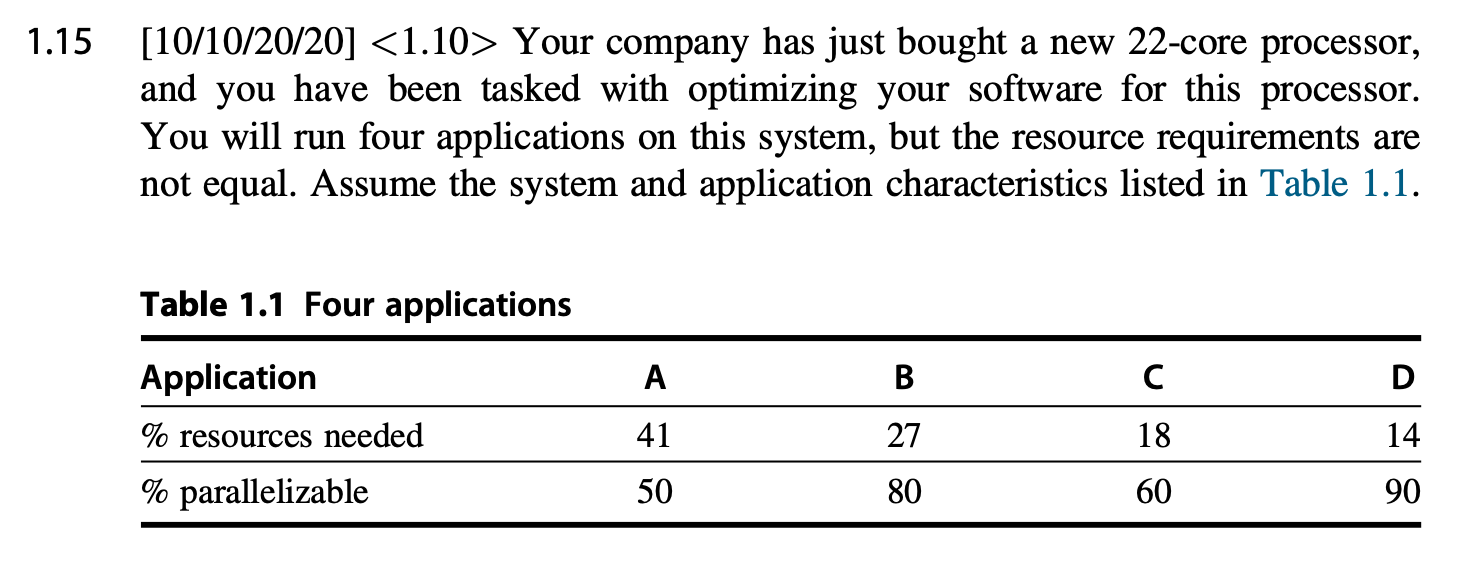 1.15 [10/10/20/20] <1.10> Your company has just bought a new 22-core processor,
and you have been tasked with optimizing your software for this processor.
You will run four applications on this system, but the resource requirements are
not equal. Assume the system and application characteristics listed in Table 1.1.
Table 1.1 Four applications
Application A B C D
% resources needed 41 27 18 14
% parallelizable 50 80 60 90